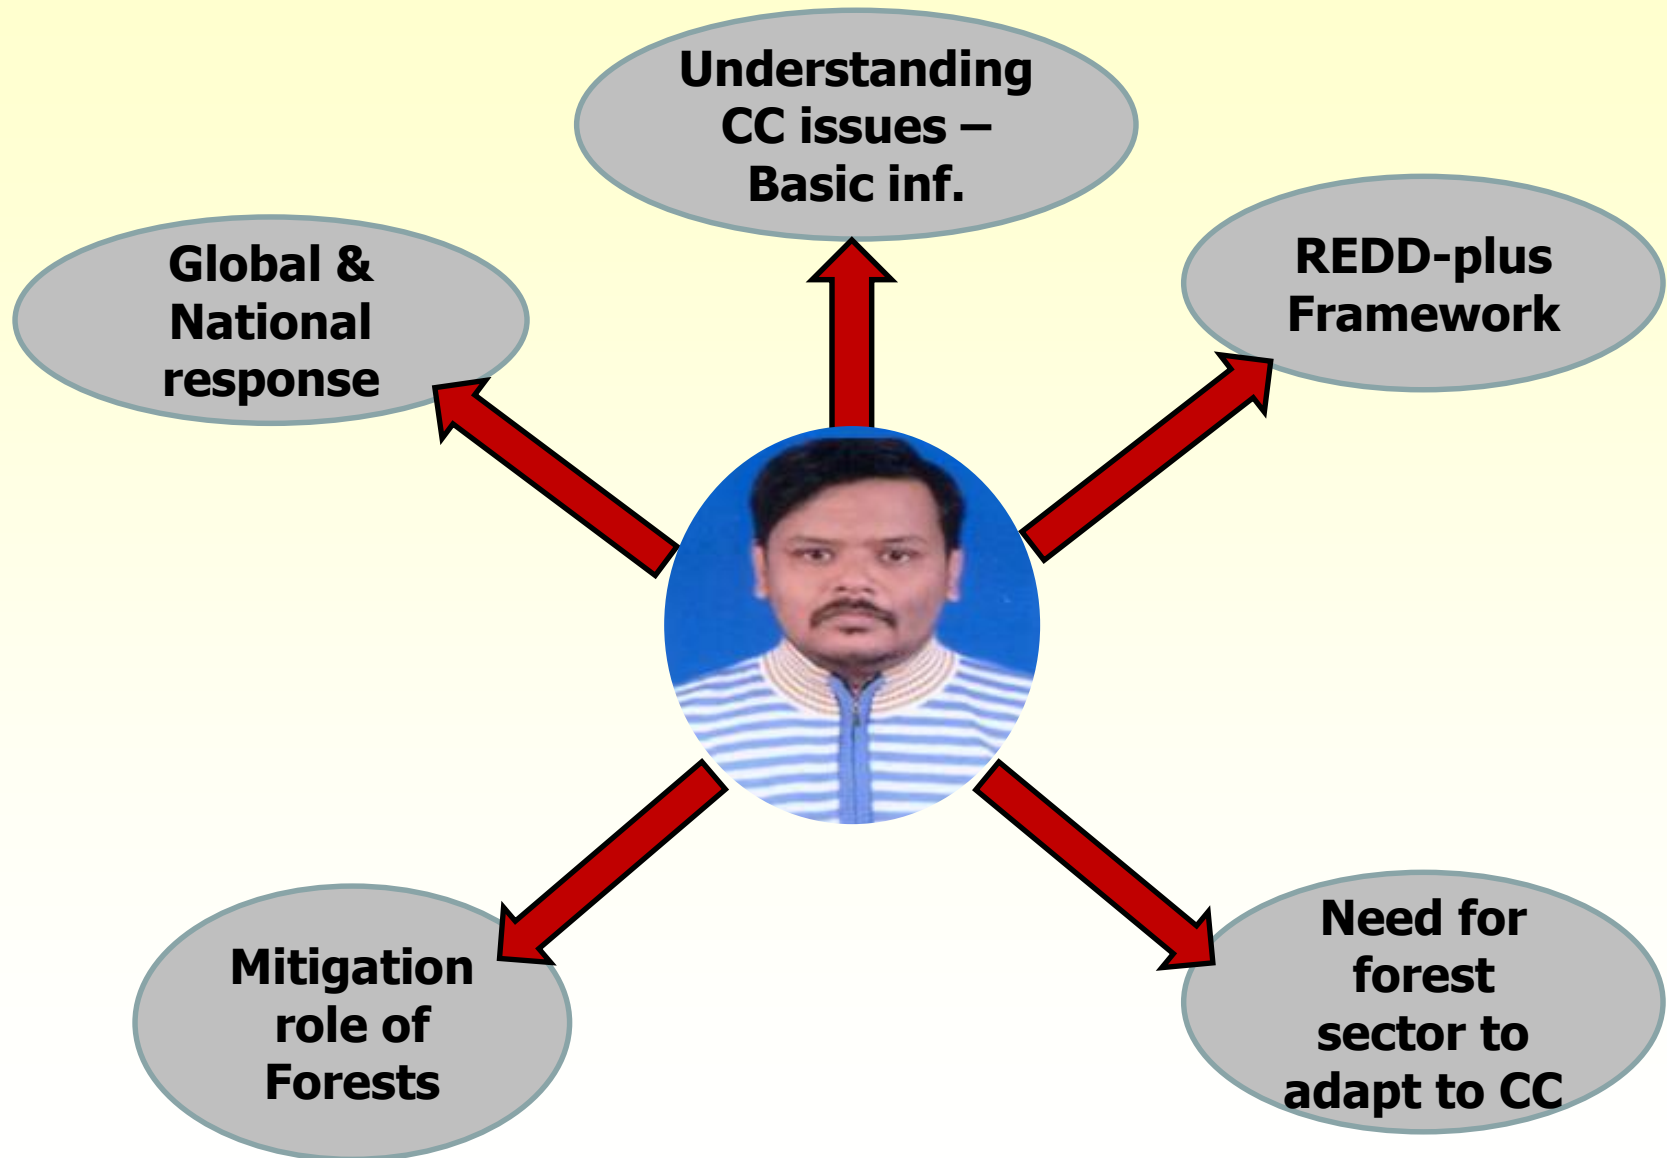 Understanding
CC issues –
Basic inf.
Global &
National
response
REDD-plus
Framework
Mitigation
role of
Forests
Need for
forest
sector to
adapt to CC